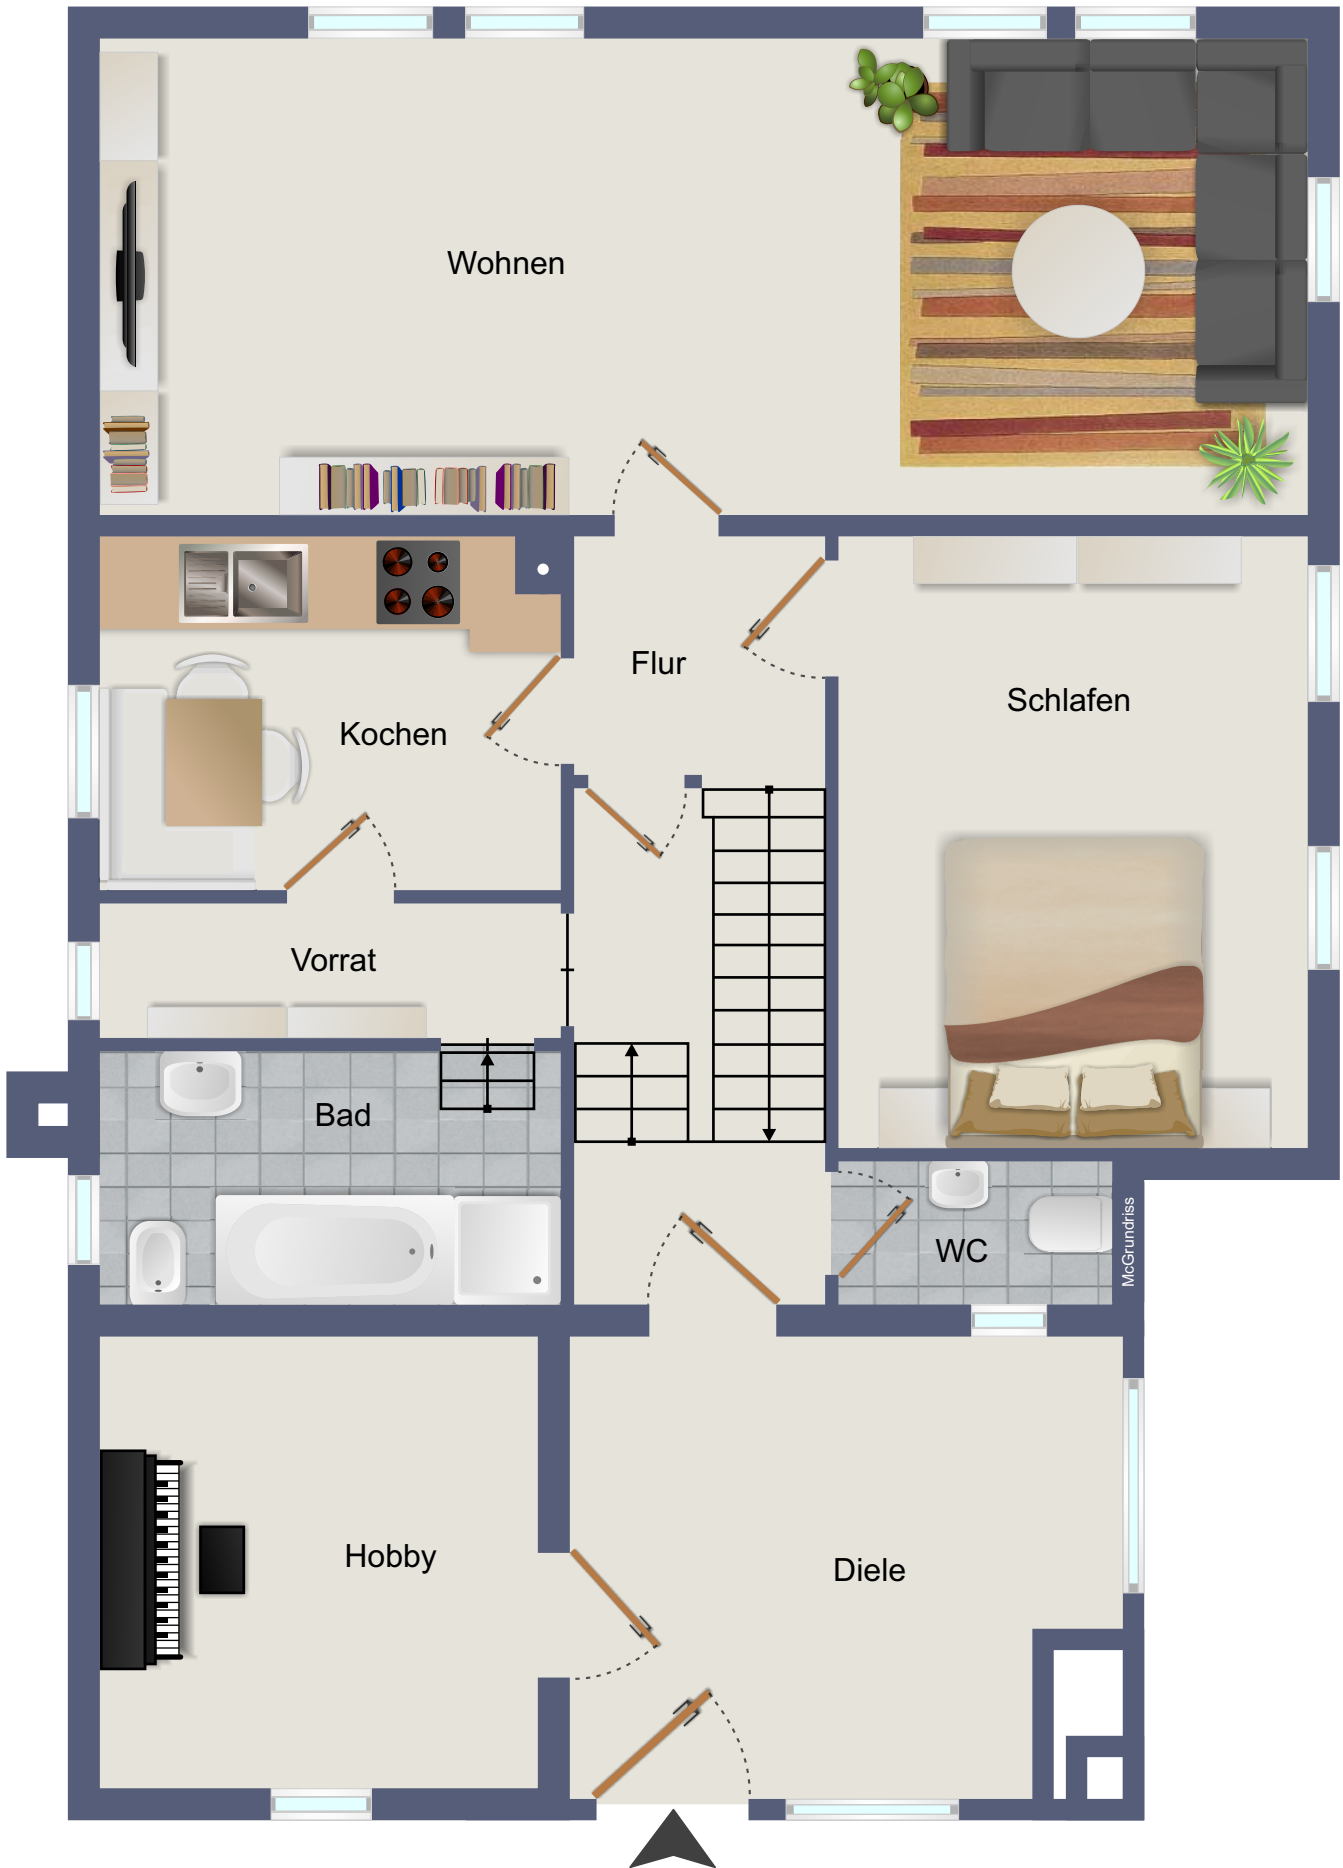 Wohnen
Flur
Schlafen
Kochen
Vorrat
Bad
McGrundriss
WC
Hobby
Diele